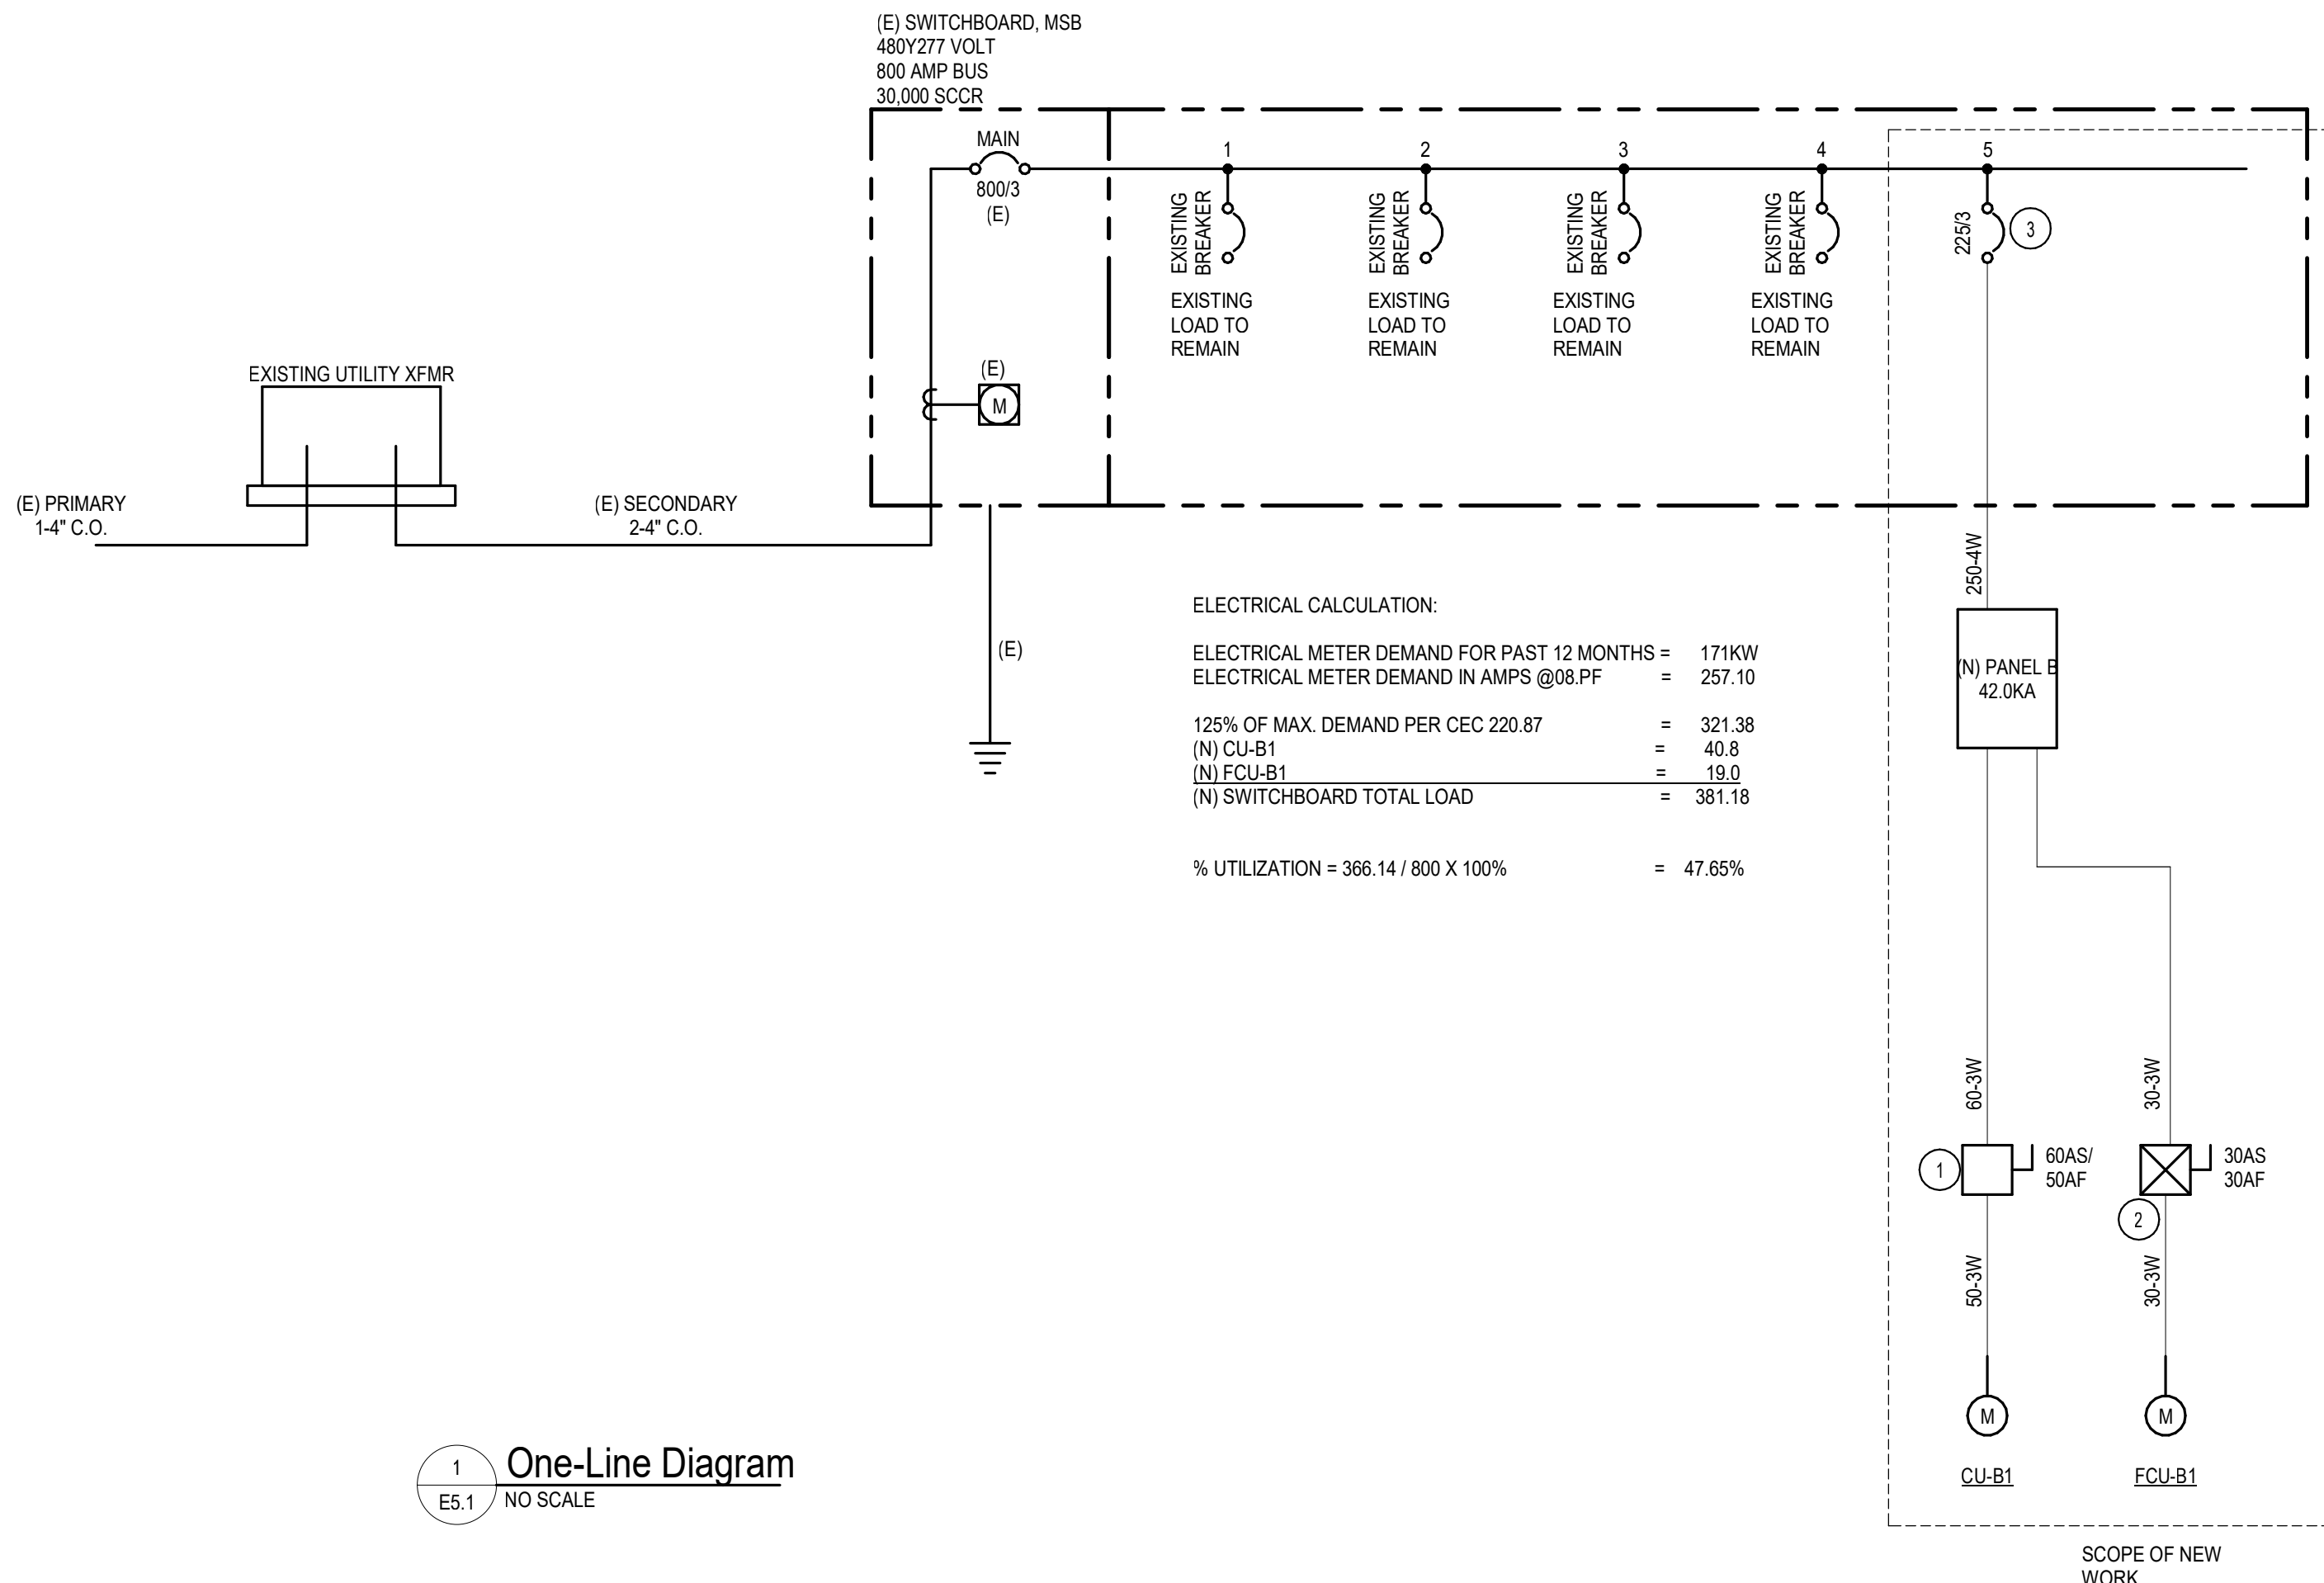 (E) SWITCHBOARD, MSB
480Y277 VOLT
800 AMP BUS
30,000 SCCR
MAIN
800/3
(E)
1
2
3
4
5
EXISTING
BREAKER
EXISTING
BREAKER
EXISTING
BREAKER
EXISTING
BREAKER
225/3
3
EXISTING
LOAD TO
REMAIN
EXISTING
LOAD TO
REMAIN
EXISTING
LOAD TO
REMAIN
EXISTING
LOAD TO
REMAIN
(E)
M
EXISTING UTILITY XFMR
(E) PRIMARY
1-4" C.O.
(E) SECONDARY
2-4" C.O.
(E)
250-4W
(N) PANEL B
42.0KA
ELECTRICAL CALCULATION:
ELECTRICAL METER DEMAND FOR PAST 12 MONTHS = 171KW
ELECTRICAL METER DEMAND IN AMPS @08.PF = 257.10
125% OF MAX. DEMAND PER CEC 220.87 = 321.38
(N) CU-B1 = 40.8
(N) FCU-B1 = 19.0
(N) SWITCHBOARD TOTAL LOAD = 381.18
% UTILIZATION = 366.14 / 800 X 100% = 47.65%
60-3W
30-3W
1
60AS/
50AF
2
30AS
30AF
50-3W
30-3W
M
M
CU-B1
FCU-B1
1
E5.1
One-Line Diagram
NO SCALE
SCOPE OF NEW
WORK